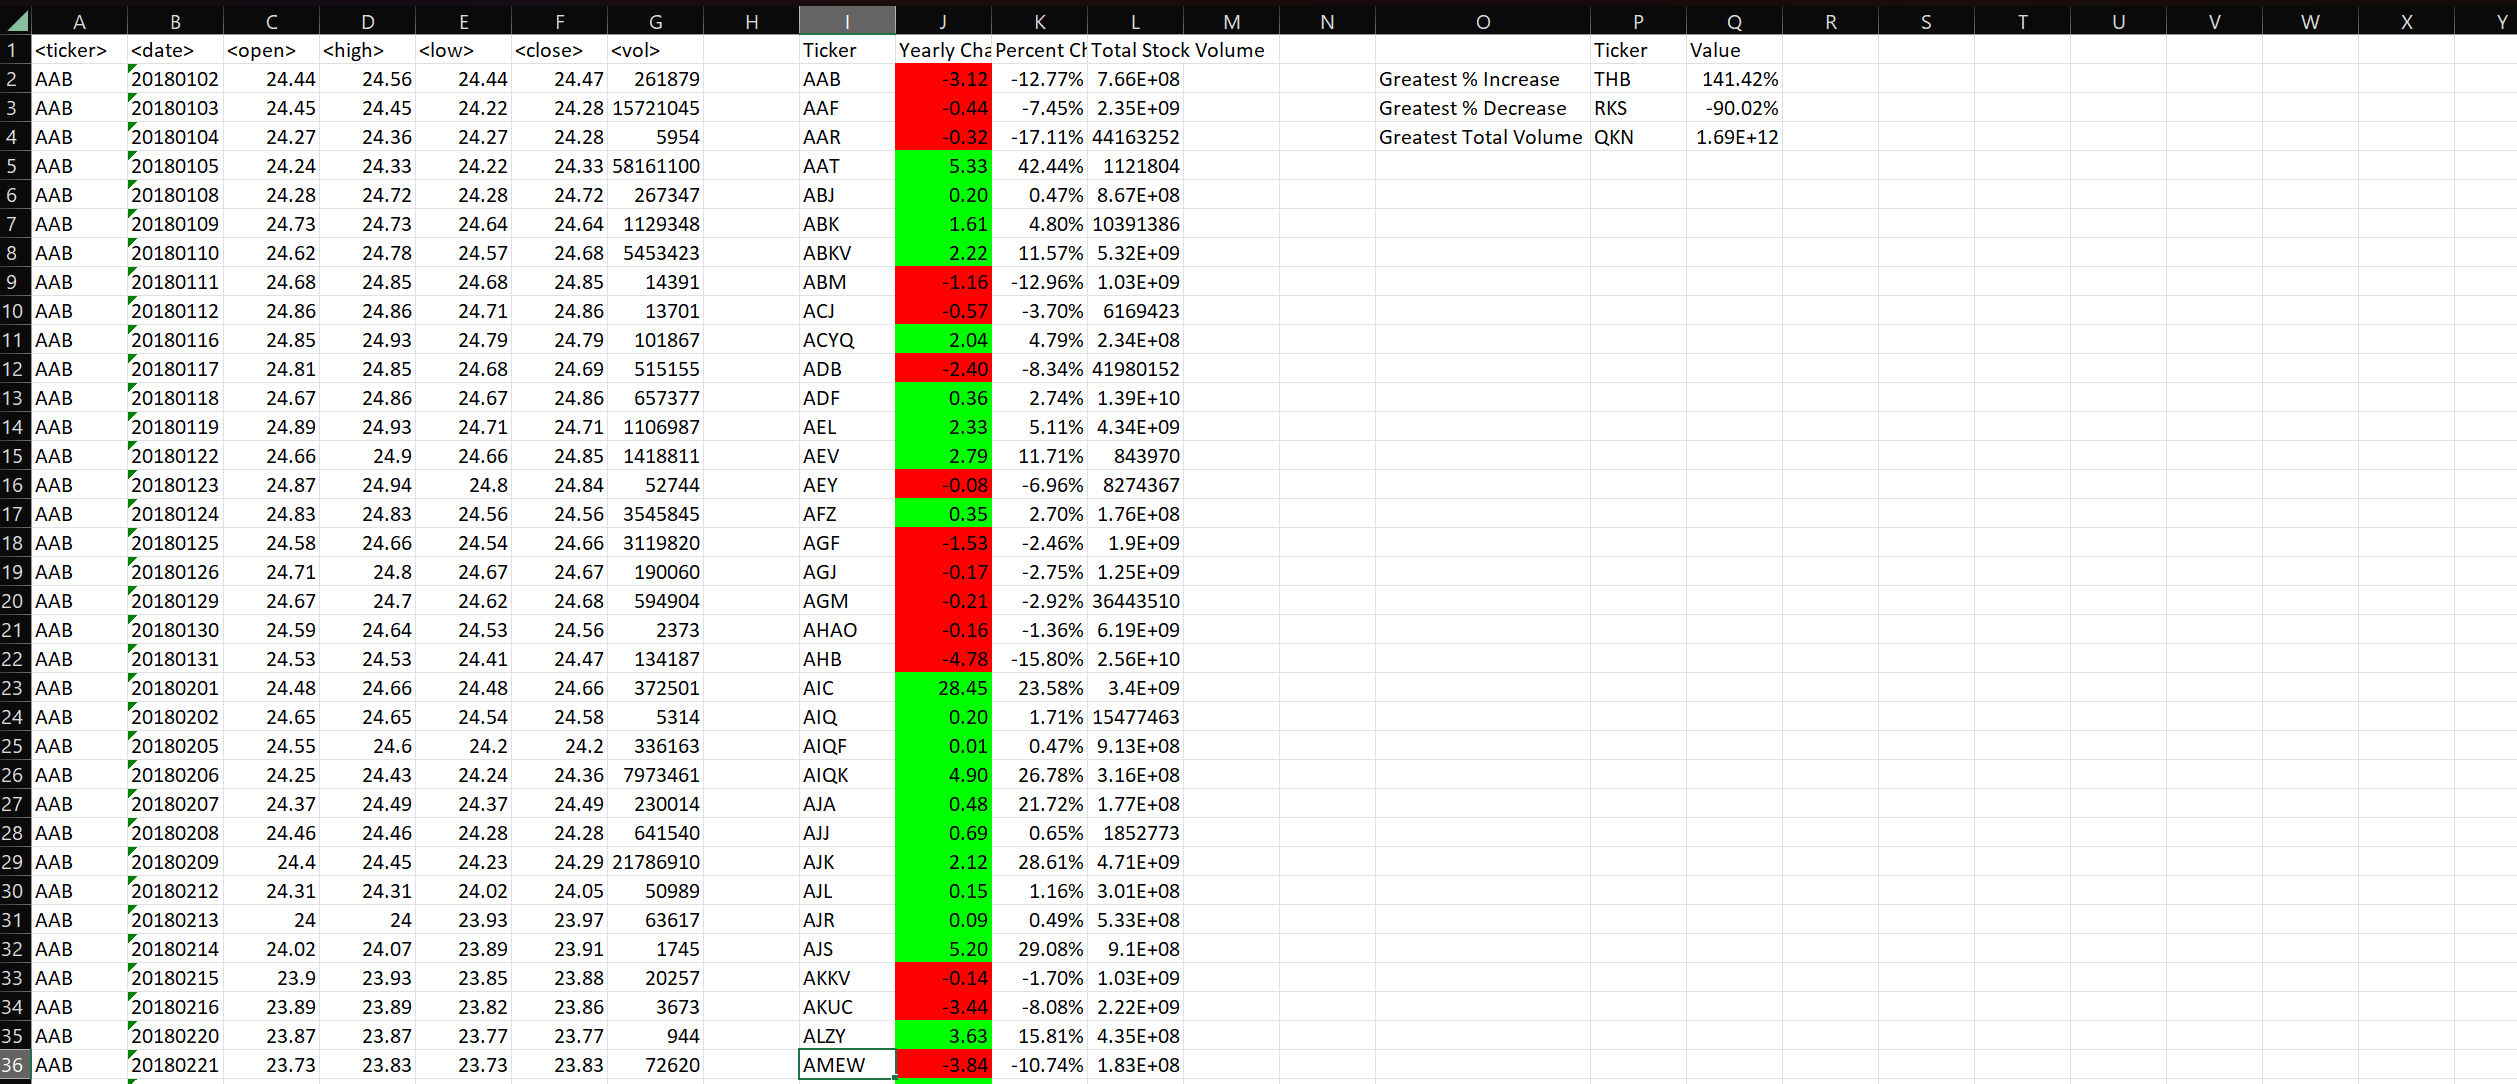 A B C D E F G H I J K L M N O P Q R S T U V W X Y
1 <ticker> <date> <open> <high> <low> <close> <vol> Ticker Yearly Cha Percent Ch Total Stock Volume Ticker Value
2 AAB 20180102 24.44 24.56 24.44 24.47 261879 AAB -3.12 -12.77% 7.66E+08 Greatest % Increase THB 141.42%
3 AAB 20180103 24.45 24.45 24.22 24.28 15721045 AAF -0.44 -7.45% 2.35E+09 Greatest % Decrease RKS -90.02%
4 AAB 20180104 24.27 24.36 24.27 24.28 5954 AAR -0.32 -17.11% 44163252 Greatest Total Volume QKN 1.69E+12
5 AAB 20180105 24.24 24.33 24.22 24.33 58161100 AAT 5.33 42.44% 1121804
6 AAB 20180108 24.28 24.72 24.28 24.72 267347 ABJ 0.20 0.47% 8.67E+08
7 AAB 20180109 24.73 24.73 24.64 24.64 1129348 ABK 1.61 4.80% 10391386
8 AAB 20180110 24.62 24.78 24.57 24.68 5453423 ABKV 2.22 11.57% 5.32E+09
9 AAB 20180111 24.68 24.85 24.68 24.85 14391 ABM -1.16 -12.96% 1.03E+09
10 AAB 20180112 24.86 24.86 24.71 24.86 13701 ACJ -0.57 -3.70% 6169423
11 AAB 20180116 24.85 24.93 24.79 24.79 101867 ACYQ 2.04 4.79% 2.34E+08
12 AAB 20180117 24.81 24.85 24.68 24.69 515155 ADB -2.40 -8.34% 41980152
13 AAB 20180118 24.67 24.86 24.67 24.86 657377 ADF 0.36 2.74% 1.39E+10
14 AAB 20180119 24.89 24.93 24.71 24.71 1106987 AEL 2.33 5.11% 4.34E+09
15 AAB 20180122 24.66 24.9 24.66 24.85 1418811 AEV 2.79 11.71% 843970
16 AAB 20180123 24.87 24.94 24.8 24.84 52744 AEY -0.08 -6.96% 8274367
17 AAB 20180124 24.83 24.83 24.56 24.56 3545845 AFZ 0.35 2.70% 1.76E+08
18 AAB 20180125 24.58 24.66 24.54 24.66 3119820 AGF -1.53 -2.46% 1.9E+09
19 AAB 20180126 24.71 24.8 24.67 24.67 190060 AGJ -0.17 -2.75% 1.25E+09
20 AAB 20180129 24.67 24.7 24.62 24.68 594904 AGM -0.21 -2.92% 36443510
21 AAB 20180130 24.59 24.64 24.53 24.56 2373 AHAO -0.16 -1.36% 6.19E+09
22 AAB 20180131 24.53 24.53 24.41 24.47 134187 AHB -4.78 -15.80% 2.56E+10
23 AAB 20180201 24.48 24.66 24.48 24.66 372501 AIC 28.45 23.58% 3.4E+09
24 AAB 20180202 24.65 24.65 24.54 24.58 5314 AIQ 0.20 1.71% 15477463
25 AAB 20180205 24.55 24.6 24.2 24.2 336163 AIQF 0.01 0.47% 9.13E+08
26 AAB 20180206 24.25 24.43 24.24 24.36 7973461 AIQK 4.90 26.78% 3.16E+08
27 AAB 20180207 24.37 24.49 24.37 24.49 230014 AJA 0.48 21.72% 1.77E+08
28 AAB 20180208 24.46 24.46 24.28 24.28 641540 AJJ 0.69 0.65% 1852773
29 AAB 20180209 24.4 24.45 24.23 24.29 21786910 AJK 2.12 28.61% 4.71E+09
30 AAB 20180212 24.31 24.31 24.02 24.05 50989 AJL 0.15 1.16% 3.01E+08
31 AAB 20180213 24 24 23.93 23.97 63617 AJR 0.09 0.49% 5.33E+08
32 AAB 20180214 24.02 24.07 23.89 23.91 1745 AJS 5.20 29.08% 9.1E+08
33 AAB 20180215 23.9 23.93 23.85 23.88 20257 AKKV -0.14 -1.70% 1.03E+09
34 AAB 20180216 23.89 23.89 23.82 23.86 3673 AKUC -3.44 -8.08% 2.22E+09
35 AAB 20180220 23.87 23.87 23.77 23.77 944 ALZY 3.63 15.81% 4.35E+08
36 AAB 20180221 23.73 23.83 23.73 23.83 72620 AMEW -3.84 -10.74% 1.83E+08